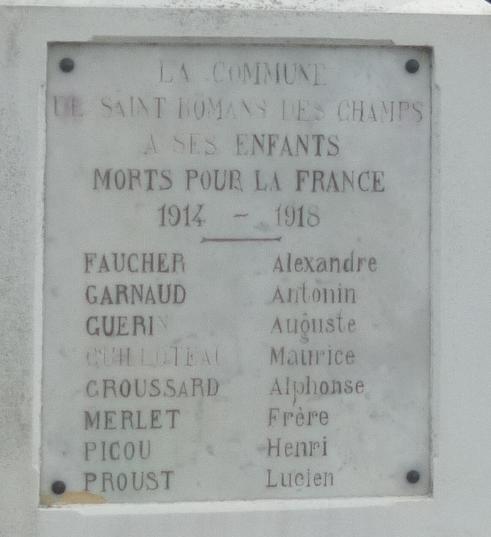 LA COMMUNE
DE SAINT ROMANS DES CHAMPS
A SES ENFANTS
MORTS POUR LA FRANCE
1914 - 1918
FAUCHER Alexandre
GARNAUD Antonin
GUERIN Auguste
GUILLOTEAU Maurice
GROUSSARD Alphonse
MERLET Frère
PICOU Henri
PROUST Lucien